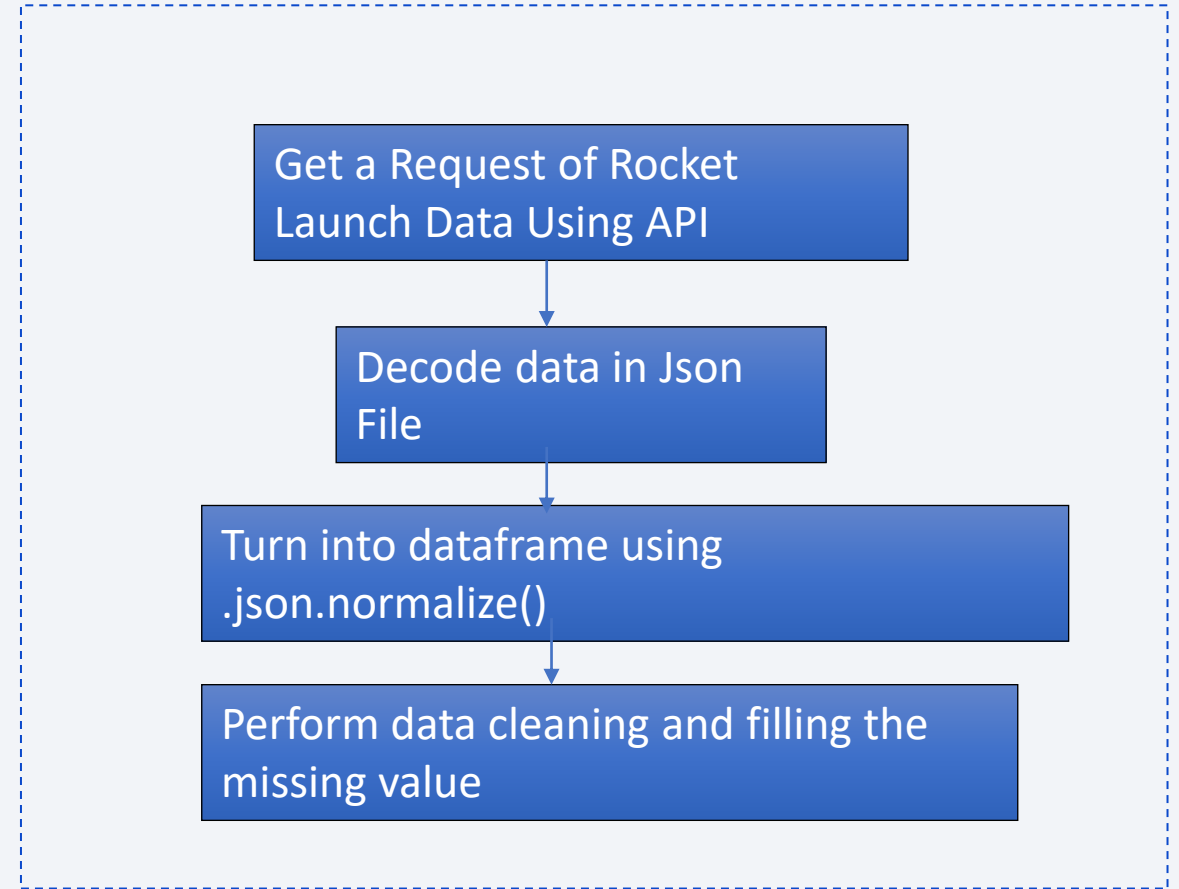 Get a Request of Rocket
Launch Data Using API
Decode data in Json
File
Turn into dataframe using
.json.normalize()
Perform data cleaning and filling the
missing value